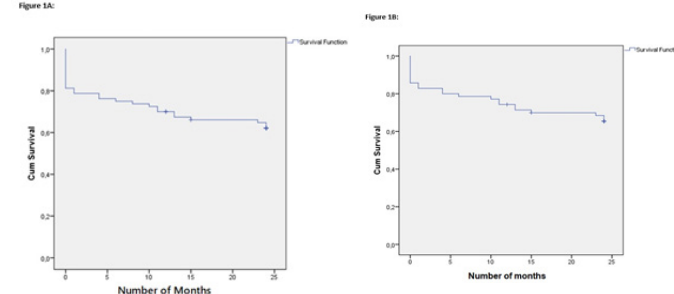 Figure 1A:
Survival Function
1,0
0,8
0,6
0,4
0,2
0,0
Cum Survival
0 5 10 15 20 25
Number of Months
Figure 1B:
Survival Funct
1,0
0,8
0,6
0,4
0,2
0,0
Cum Survival
0 5 10 15 20 25
Number of months